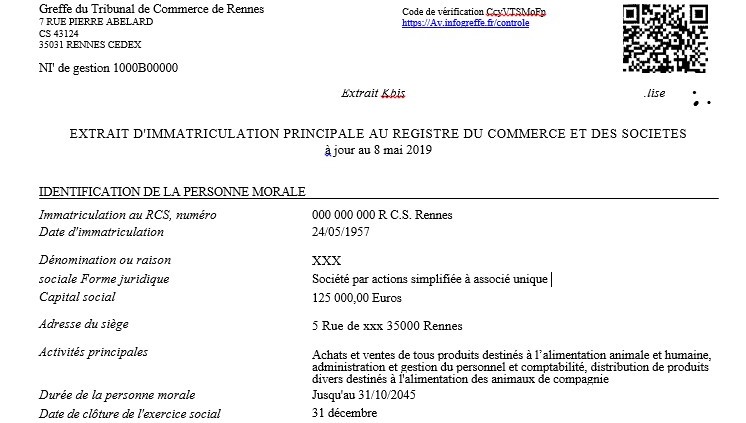 Greffe du Tribunal de Commerce de Rennes
7 RUE PIERRE ABELARD
CS 43124
35031 RENNES CEDEX
Code de vérification CcyVTSMoFp
https://Av.infogreffe.fr/controle
NI' de gestion 1000B00000
Extrait Kbis
.lise
EXTRAIT D'IMMATRICULATION PRINCIPALE AU REGISTRE DU COMMERCE ET DES SOCIETES
à jour au 8 mai 2019
IDENTIFICATION DE LA PERSONNE MORALE
Immatriculation au RCS, numéro 000 000 000 R C.S. Rennes
Date d'immatriculation 24/05/1957
Dénomination ou raison XXX
sociale Forme juridique Société par actions simplifiée à associé unique
Capital social 125 000,00 Euros
Adresse du siège 5 Rue de xxx 35000 Rennes
Activités principales Achats et ventes de tous produits destinés à l’alimentation animale et humaine,
administration et gestion du personnel et comptabilité, distribution de produits
divers destinés à l'alimentation des animaux de compagnie
Durée de la personne morale Jusqu'au 31/10/2045
Date de clôture de l'exercice social 31 décembre